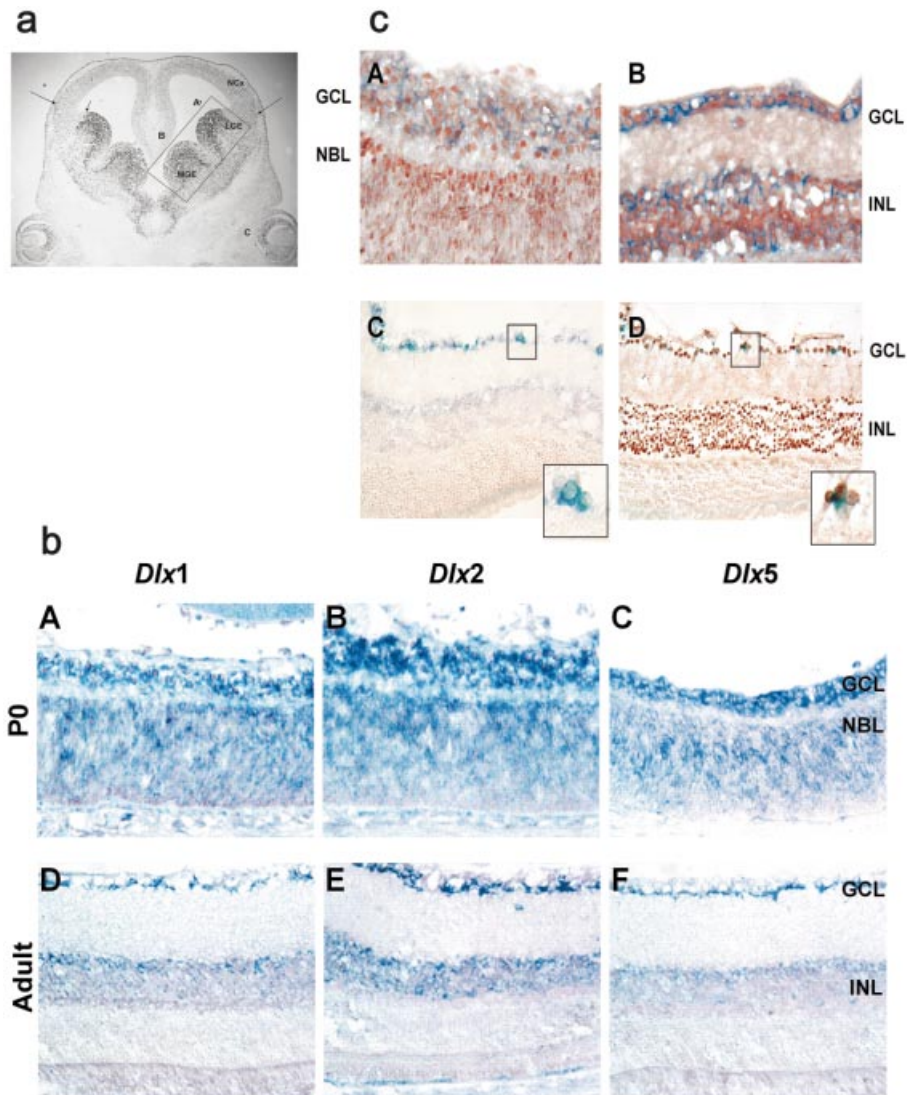 a
NCx
A
LGE
B
MGE
C
c
A
B
GCL
GCL
NBL
INL
C
D
GCL
INL
b
Dlx1
Dlx2
Dlx5
A
B
C
P0
GCL
NBL
D
E
F
Adult
GCL
INL